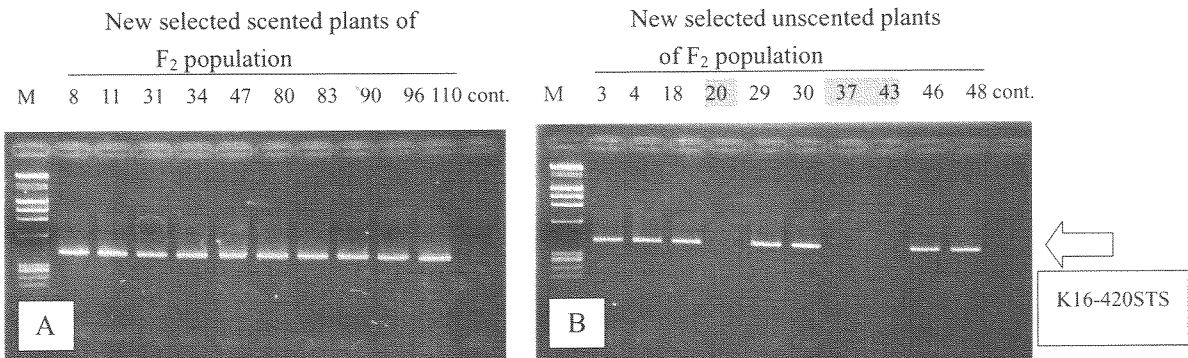 New selected scented plants of
F₂ population
M 8 11 31 34 47 80 83 90 96 110 cont.
A
New selected unscented plants
of F₂ population
M 3 4 18 20 29 30 37 43 46 48 cont.
B
K16-420STS